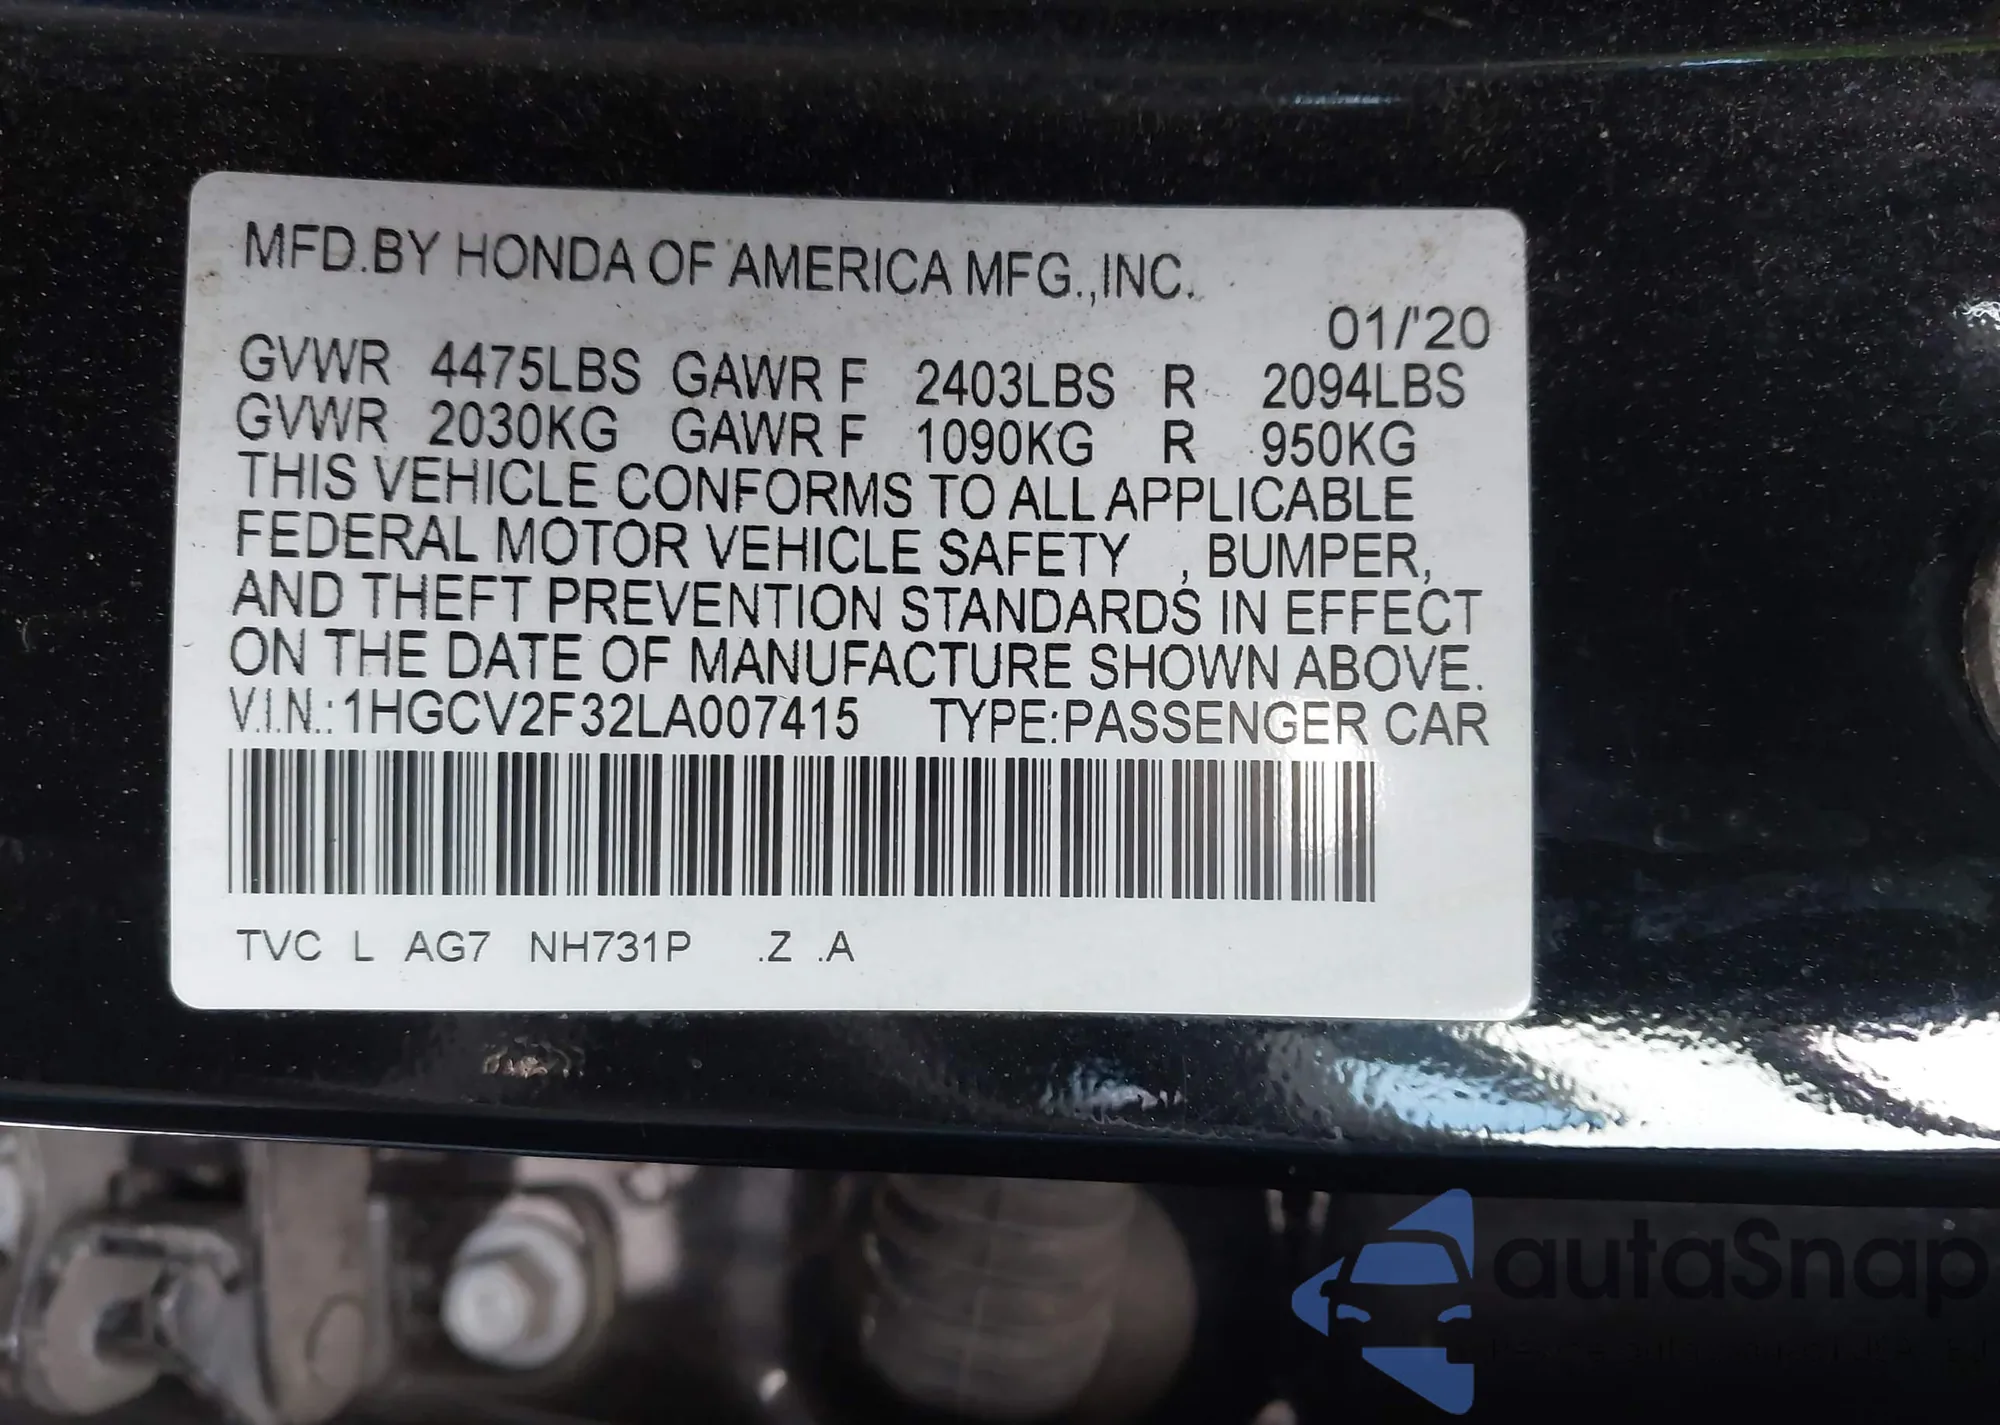 MFD.BY HONDA OF AMERICA MFG.,INC.
01/'20
GVWR 4475LBS GAWR F 2403LBS R 2094LBS
GVWR 2030KG GAWR F 1090KG R 950KG
THIS VEHICLE CONFORMS TO ALL APPLICABLE
FEDERAL MOTOR VEHICLE SAFETY , BUMPER,
AND THEFT PREVENTION STANDARDS IN EFFECT
ON THE DATE OF MANUFACTURE SHOWN ABOVE.
V.I.N.:1HGCV2F32LA007415 TYPE:PASSENGER CAR
TVC L AG7 NH731P .Z .A
autaSnap